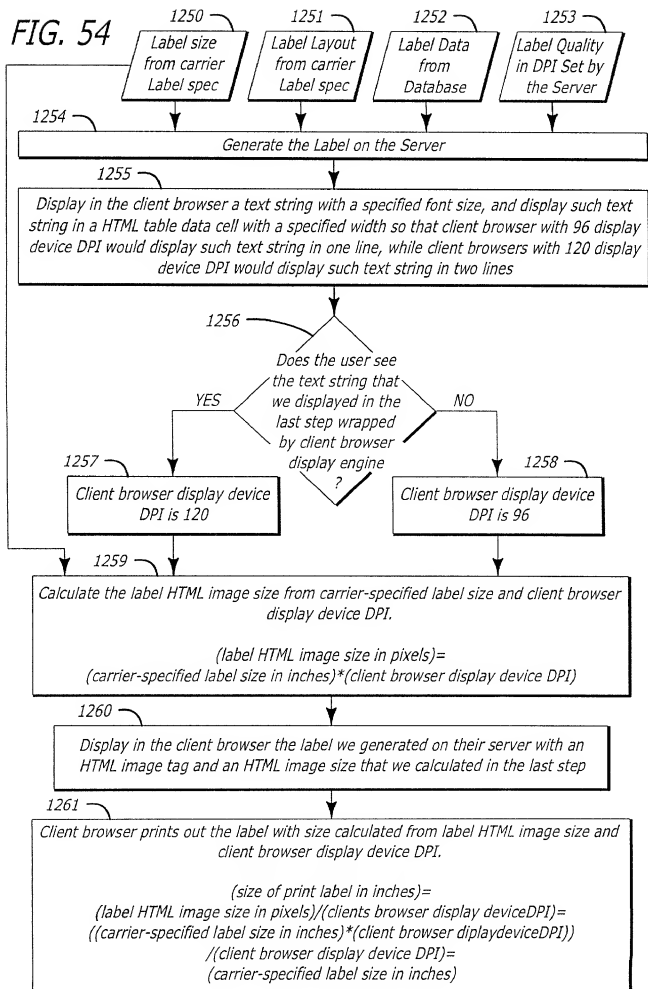 FIG. 54
1250
1251
1252
1253
Label size
from carrier
Label spec
Label Layout
from carrier
Label spec
Label Data
from
Database
Label Quality
in DPI Set by
the Server
1254
Generate the Label on the Server
1255
Display in the client browser a text string with a specified font size, and display such text
string in a HTML table data cell with a specified width so that client browser with 96 display
device DPI would display such text string in one line, while client browsers with 120 display
device DPI would display such text string in two lines
1256
Does the user see
the text string that
we displayed in the
last step wrapped
by client browser
display engine
?
YES
NO
1257
Client browser display device
DPI is 120
1258
Client browser display device
DPI is 96
1259
Calculate the label HTML image size from carrier-specified label size and client browser
display device DPI.
(label HTML image size in pixels)=
(carrier-specified label size in inches)*(client browser display device DPI)
1260
Display in the client browser the label we generated on their server with an
HTML image tag and an HTML image size that we calculated in the last step
1261
Client browser prints out the label with size calculated from label HTML image size and
client browser display device DPI.
(size of print label in inches)=
(label HTML image size in pixels)/(clients browser display deviceDPI)=
((carrier-specified label size in inches)*(client browser diplaydeviceDPI))
/(client browser display device DPI)=
(carrier-specified label size in inches)